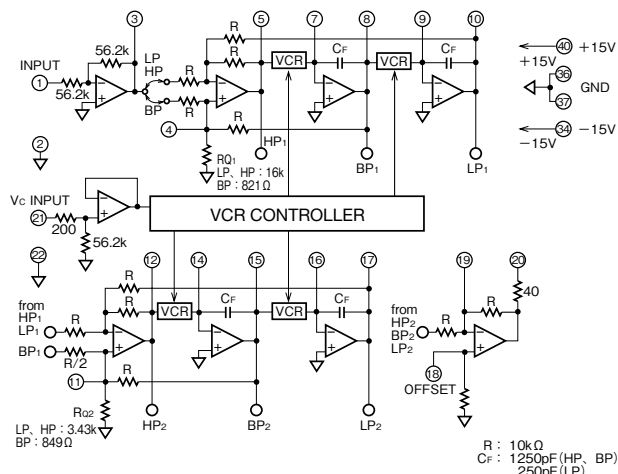 ③ ⑤ ⑦ ⑧ ⑨ ⑩
R
56.2k
INPUT
LP
HP
R
R
VCR
CF
VCR
CF
㊵ +15V
+15V
①
56.2k
BP
R
㊱
GND
㊲
②
④
R
㉞ −15V
−15V
RQ1
LP、HP：16k
BP：821Ω
HP1
BP1
LP1
VC INPUT
㉑
200
56.2k
VCR CONTROLLER
㉒
⑫ ⑭ ⑮ ⑯ ⑰ ⑲ ⑳
R
40
from
HP1
LP1
R
R
VCR
CF
VCR
CF
from
HP2
BP2
LP2
R
R
BP1
R/2
⑪
R
⑱
OFFSET
R
RQ2
LP、HP：3.43k
BP：849Ω
HP2
BP2
LP2
R：10kΩ
CF：1250pF(HP、BP)
250pF(LP)